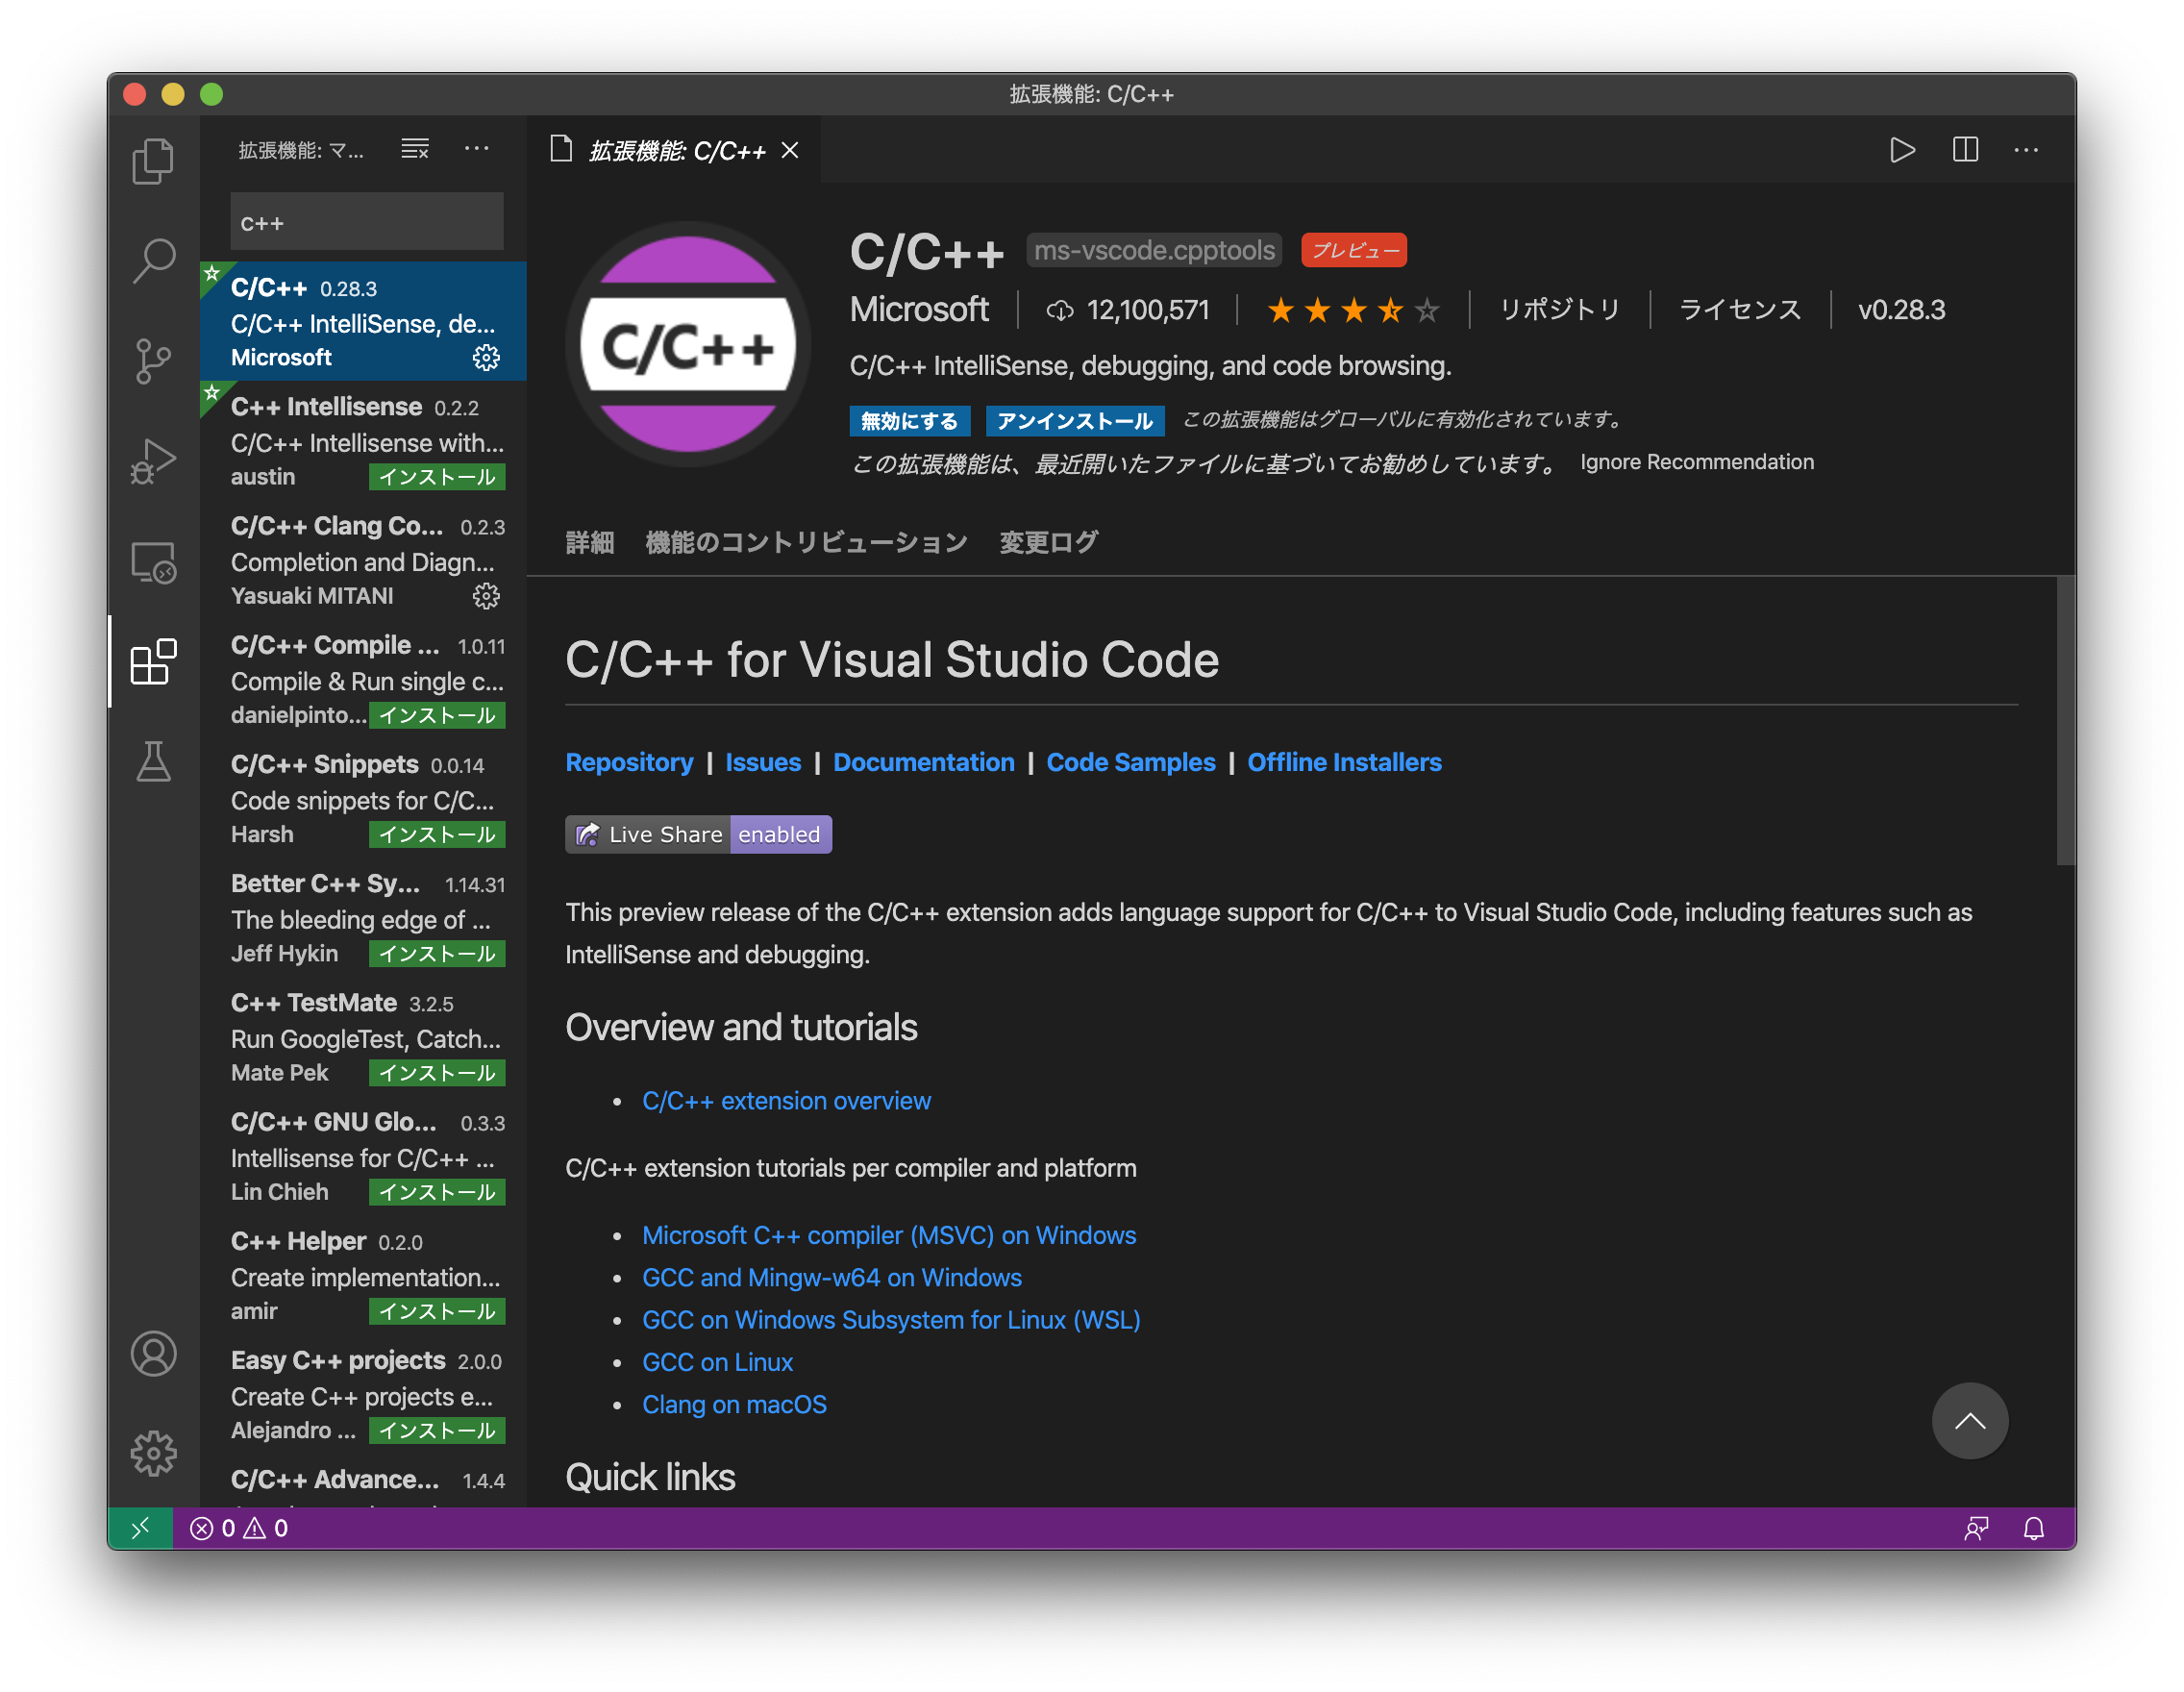 拡張機能: C/C++
拡張機能: マ...
c++
C/C++ 0.28.3
C/C++ IntelliSense, de...
Microsoft
C++ Intellisense 0.2.2
C/C++ Intellisense with...
austin インストール
C/C++ Clang Co... 0.2.3
Completion and Diagn...
Yasuaki MITANI
C/C++ Compile ... 1.0.11
Compile & Run single c...
danielpinto... インストール
C/C++ Snippets 0.0.14
Code snippets for C/C...
Harsh インストール
Better C++ Sy... 1.14.31
The bleeding edge of ...
Jeff Hykin インストール
C++ TestMate 3.2.5
Run GoogleTest, Catch...
Mate Pek インストール
C/C++ GNU Glo... 0.3.3
Intellisense for C/C++ ...
Lin Chieh インストール
C++ Helper 0.2.0
Create implementation...
amir インストール
Easy C++ projects 2.0.0
Create C++ projects e...
Alejandro ... インストール
C/C++ Advance... 1.4.4
拡張機能: C/C++
C/C++
C/C++ ms-vscode.cpptools プレビュー
Microsoft 12,100,571 リポジトリ ライセンス v0.28.3
C/C++ IntelliSense, debugging, and code browsing.
無効にする アンインストール この拡張機能はグローバルに有効化されています。
この拡張機能は、最近開いたファイルに基づいてお勧めしています。 Ignore Recommendation
詳細 機能のコントリビューション 変更ログ
C/C++ for Visual Studio Code
Repository | Issues | Documentation | Code Samples | Offline Installers
Live Share enabled
This preview release of the C/C++ extension adds language support for C/C++ to Visual Studio Code, including features such as
IntelliSense and debugging.
Overview and tutorials
• C/C++ extension overview
C/C++ extension tutorials per compiler and platform
• Microsoft C++ compiler (MSVC) on Windows
• GCC and Mingw-w64 on Windows
• GCC on Windows Subsystem for Linux (WSL)
• GCC on Linux
• Clang on macOS
Quick links
0 0